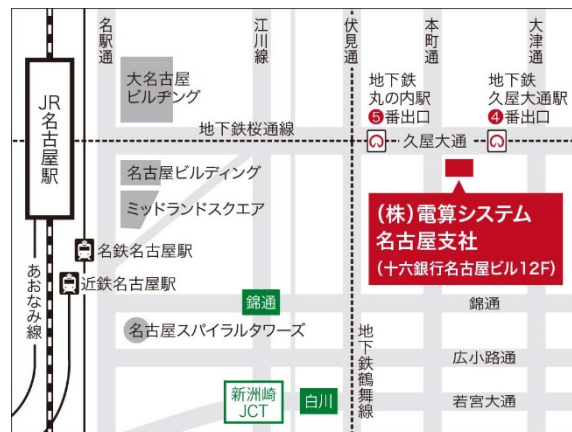 名駅通
江川線
伏見通
本町通
大津通
大名古屋
ビルヂング
地下鉄
丸の内駅
❺番出口
地下鉄
久屋大通駅
❹番出口
JR名古屋駅
地下鉄桜通線
久屋大通
名古屋ビルディング
ミッドランドスクエア
(株)電算システム
名古屋支社
(十六銀行名古屋ビル12F)
名鉄名古屋駅
近鉄名古屋駅
あおなみ線
錦通
錦通
名古屋スパイラルタワーズ
地下鉄鶴舞線
広小路通
新洲崎
JCT
白川
若宮大通